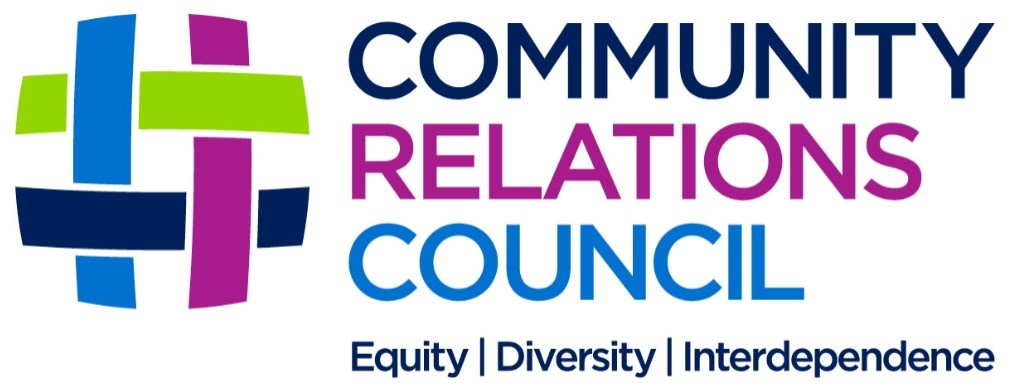 COMMUNITY
RELATIONS
COUNCIL
Equity | Diversity | Interdependence